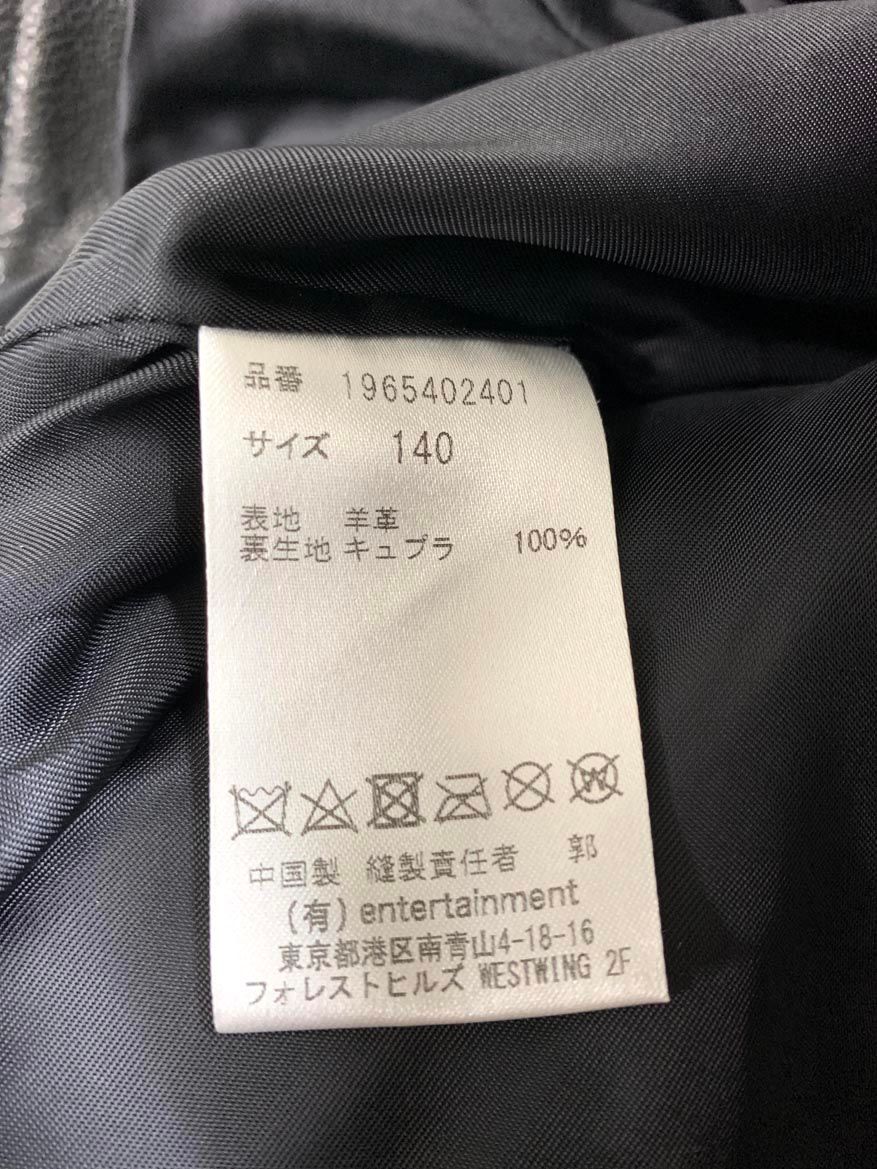 品番 1965402401
サイズ 140
表地 羊革
裏生地 キュプラ 100%
中国製 縫製責任者 郭
(有) entertainment
東京都港区南青山4-18-16
フォレストヒルズ WESTWING 2F